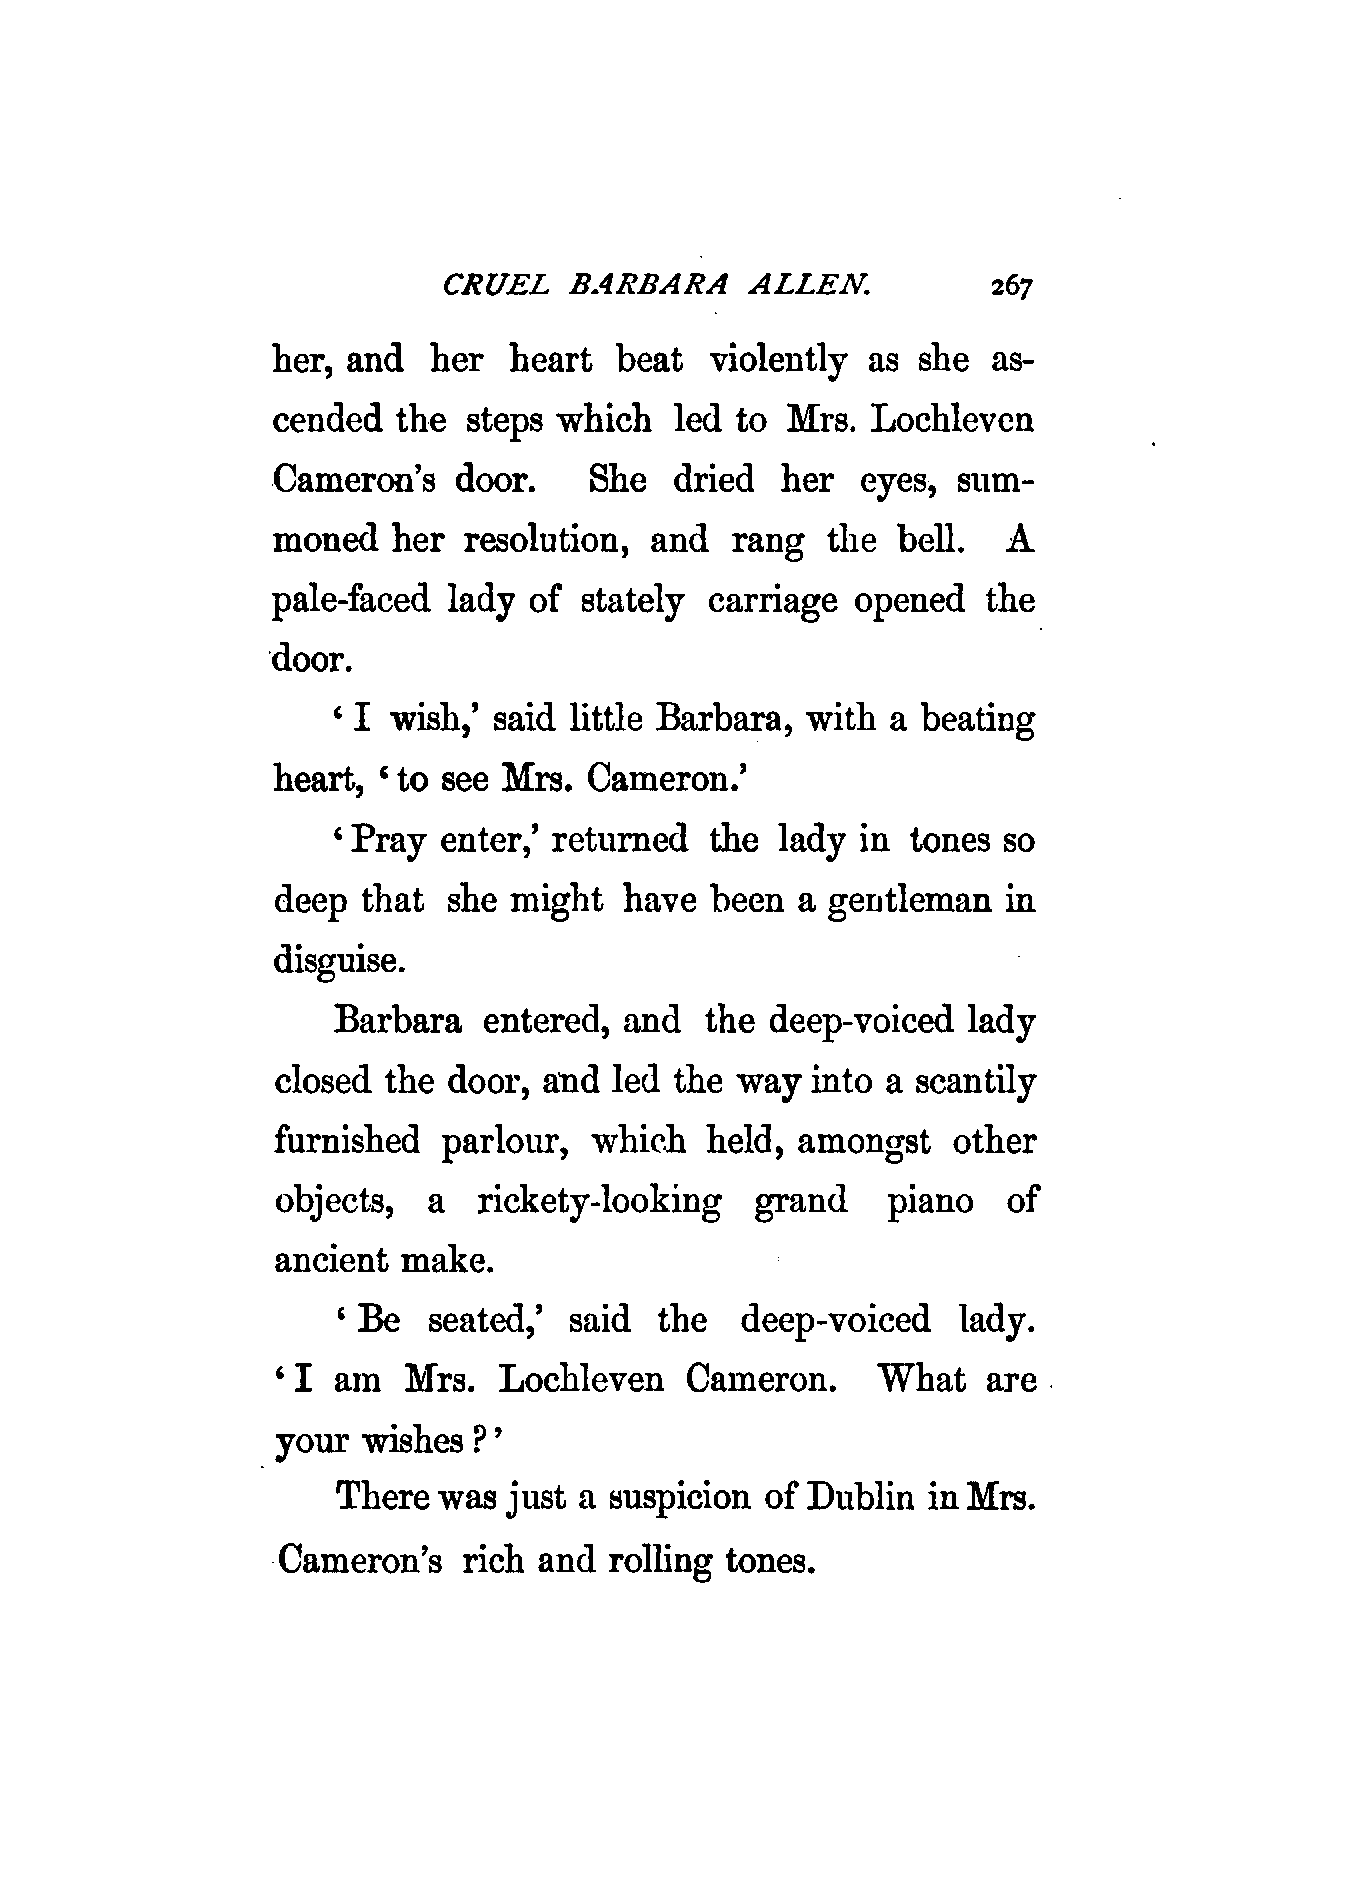 CRUEL BARBARA ALLEN. 267
her, and her heart beat violently as she as-
cended the steps which led to Mrs. Lochleven
Cameron's door. She dried her eyes, sum-
moned her resolution, and rang the bell. A
pale-faced lady of stately carriage opened the
door.
‘I wish,’ said little Barbara, with a beating
heart, ‘to see Mrs. Cameron.’
‘Pray enter,’ returned the lady in tones so
deep that she might have been a gentleman in
disguise.
Barbara entered, and the deep-voiced lady
closed the door, and led the way into a scantily
furnished parlour, which held, amongst other
objects, a rickety-looking grand piano of
ancient make.
‘Be seated,’ said the deep-voiced lady.
‘I am Mrs. Lochleven Cameron. What are
your wishes?’
There was just a suspicion of Dublin in Mrs.
Cameron's rich and rolling tones.